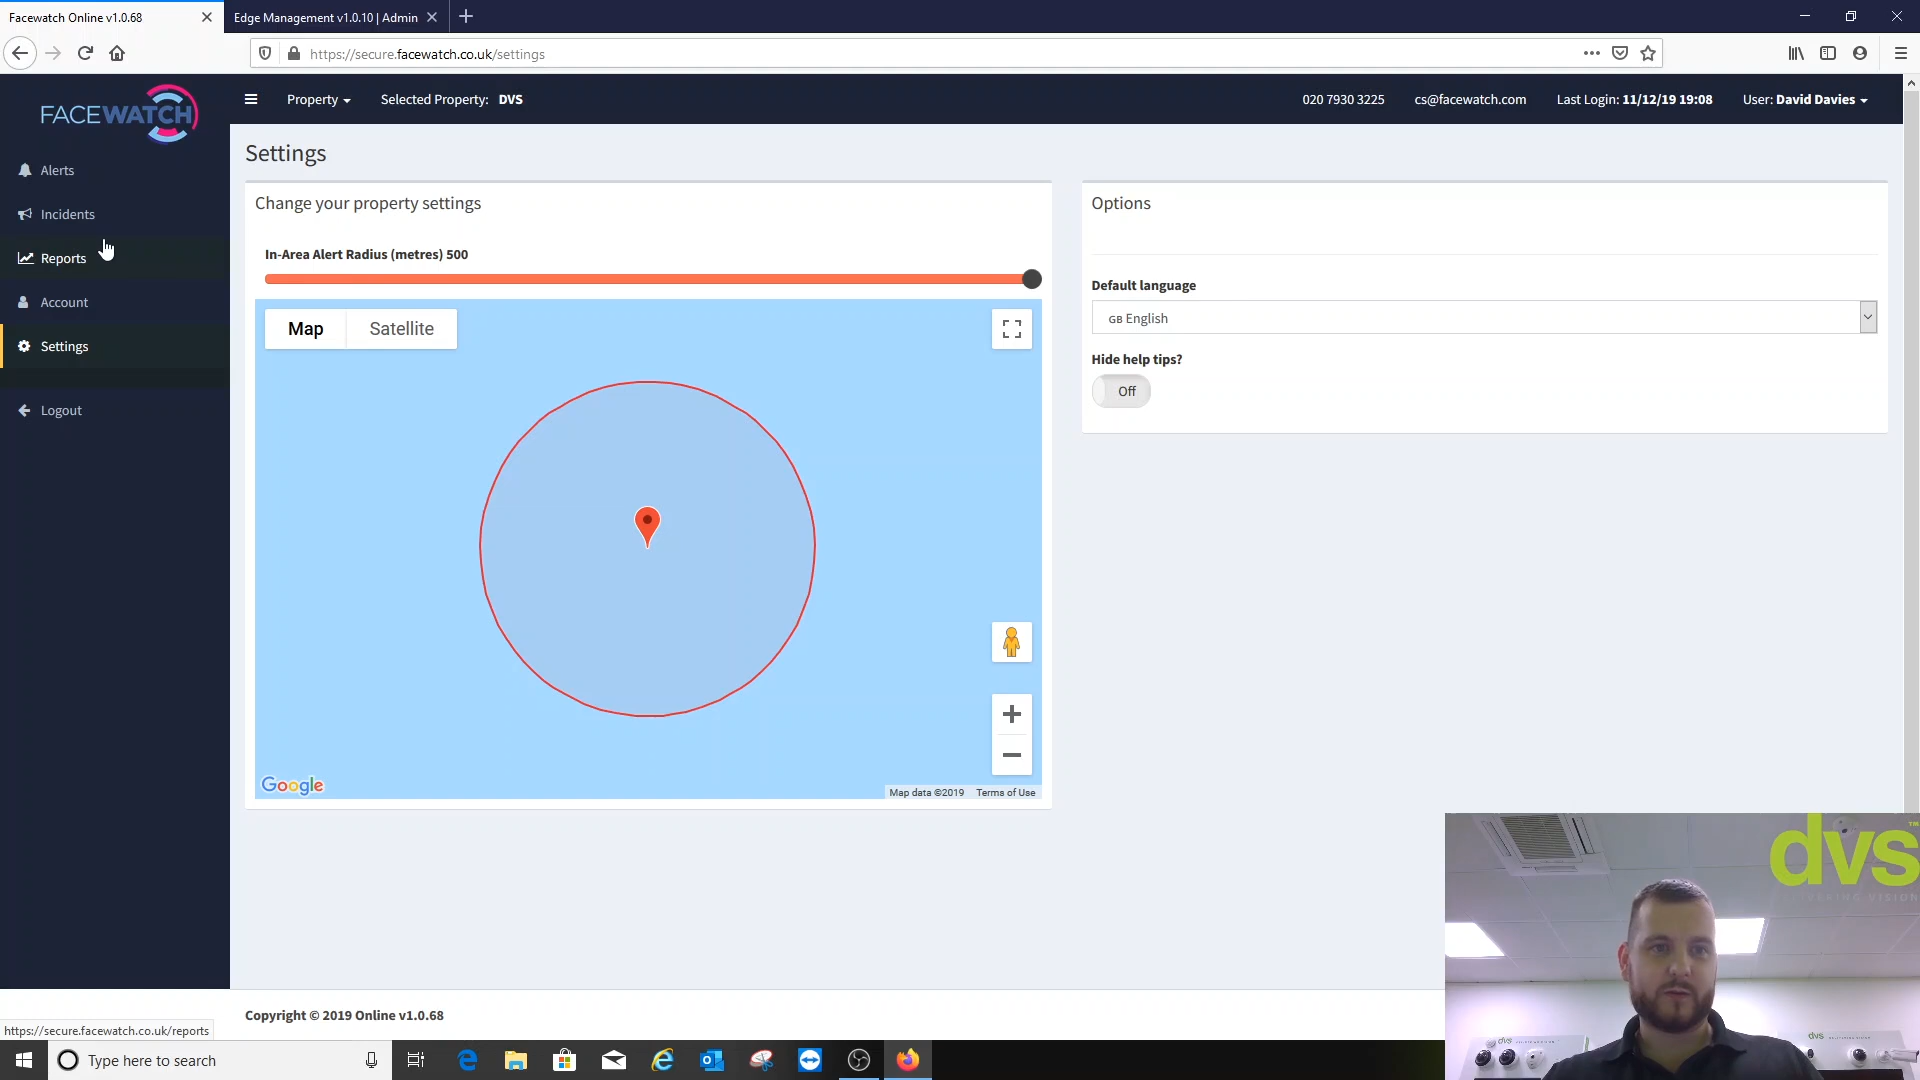 Facewatch Online v1.0.68
Edge Management v1.0.10 | Admin
https://secure.facewatch.co.uk/settings
FACEWATCH
Property
Selected Property: DVS
020 7930 3225
cs@facewatch.com
Last Login: 11/12/19 19:08
User: David Davies
Alerts
Incidents
Reports
Account
Settings
Logout
Settings
Change your property settings
In-Area Alert Radius (metres) 500
Map
Satellite
Google
Map data ©2019
Terms of Use
Options
Default language
GB English
Hide help tips?
Off
dvs™
DELIVERING VISION
dvs
dvs
Copyright © 2019 Online v1.0.68
https://secure.facewatch.co.uk/reports
Type here to search